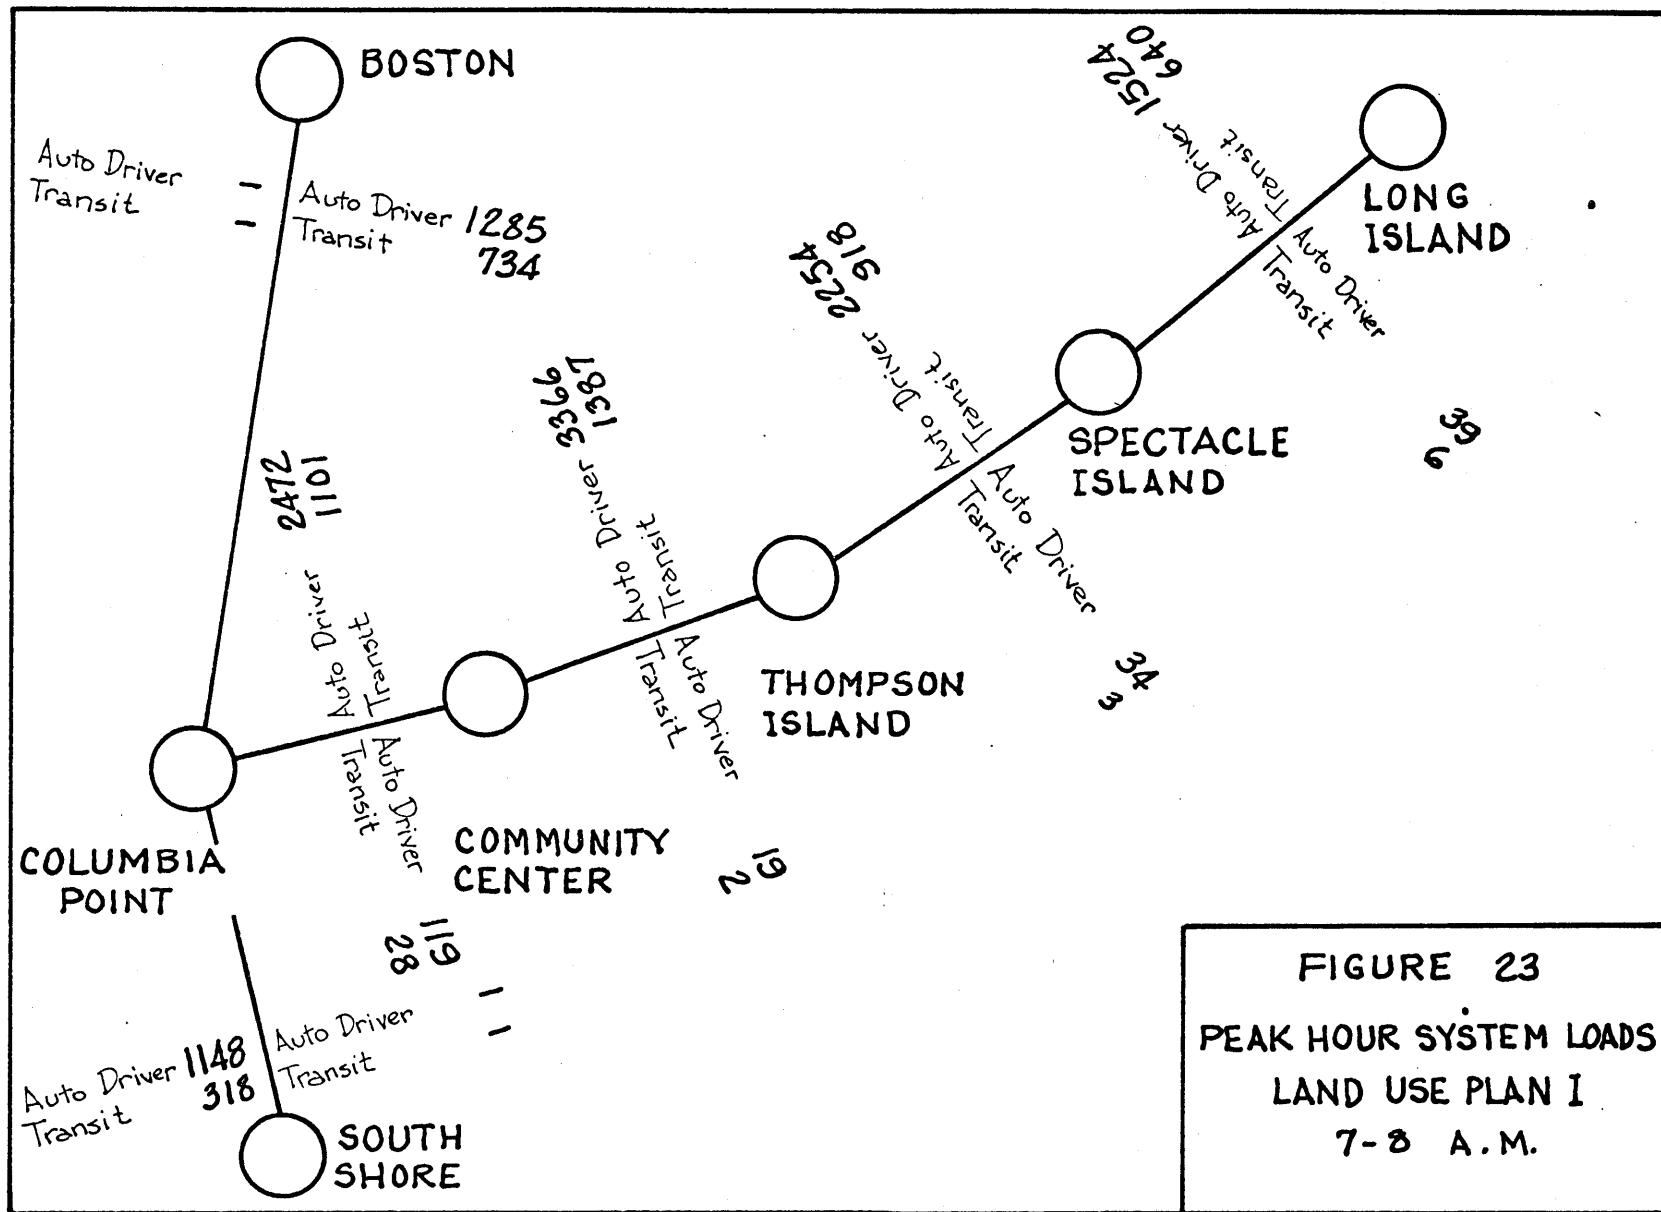 BOSTON
Auto Driver –
Transit –
Auto Driver 1285
Transit 734
Auto Driver 1524
Transit 640
LONG
ISLAND
Auto Driver 39
Transit 6
Auto Driver 2254
Transit 918
SPECTACLE
ISLAND
Auto Driver 34
Transit 3
Auto Driver 3366
Transit 1387
THOMPSON
ISLAND
Auto Driver 19
Transit 2
Auto Driver 2472
Transit 1101
COMMUNITY
CENTER
Auto Driver 119
Transit 28
COLUMBIA
POINT
Auto Driver 1148
Transit 318
Auto Driver –
Transit –
SOUTH
SHORE
FIGURE 23
PEAK HOUR SYSTEM LOADS
LAND USE PLAN I
7-8 A.M.